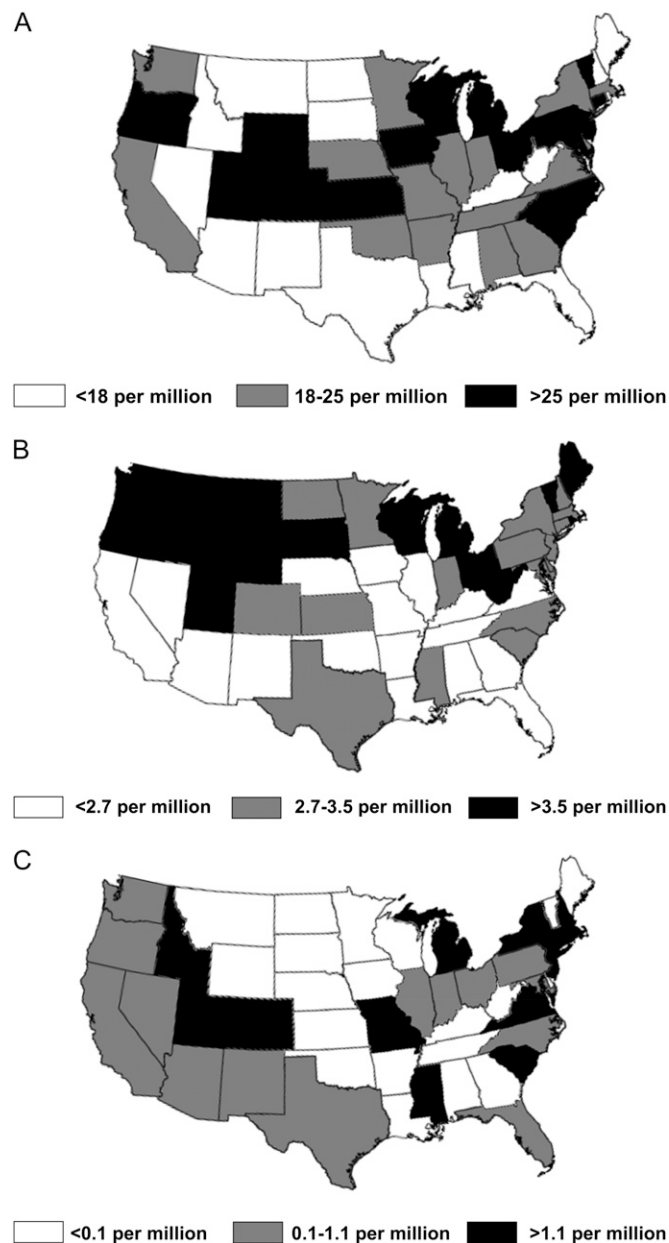 A
<18 per million 18-25 per million >25 per million
B
<2.7 per million 2.7-3.5 per million >3.5 per million
C
<0.1 per million 0.1-1.1 per million >1.1 per million